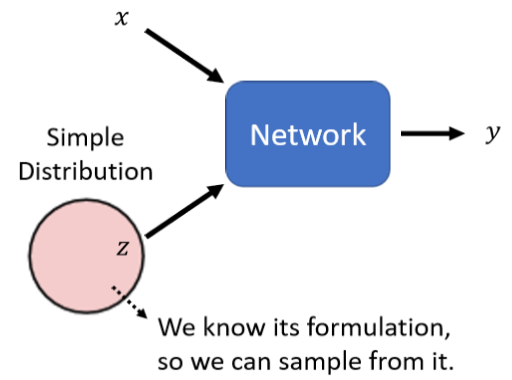 x
Network
y
Simple
Distribution
z
We know its formulation,
so we can sample from it.